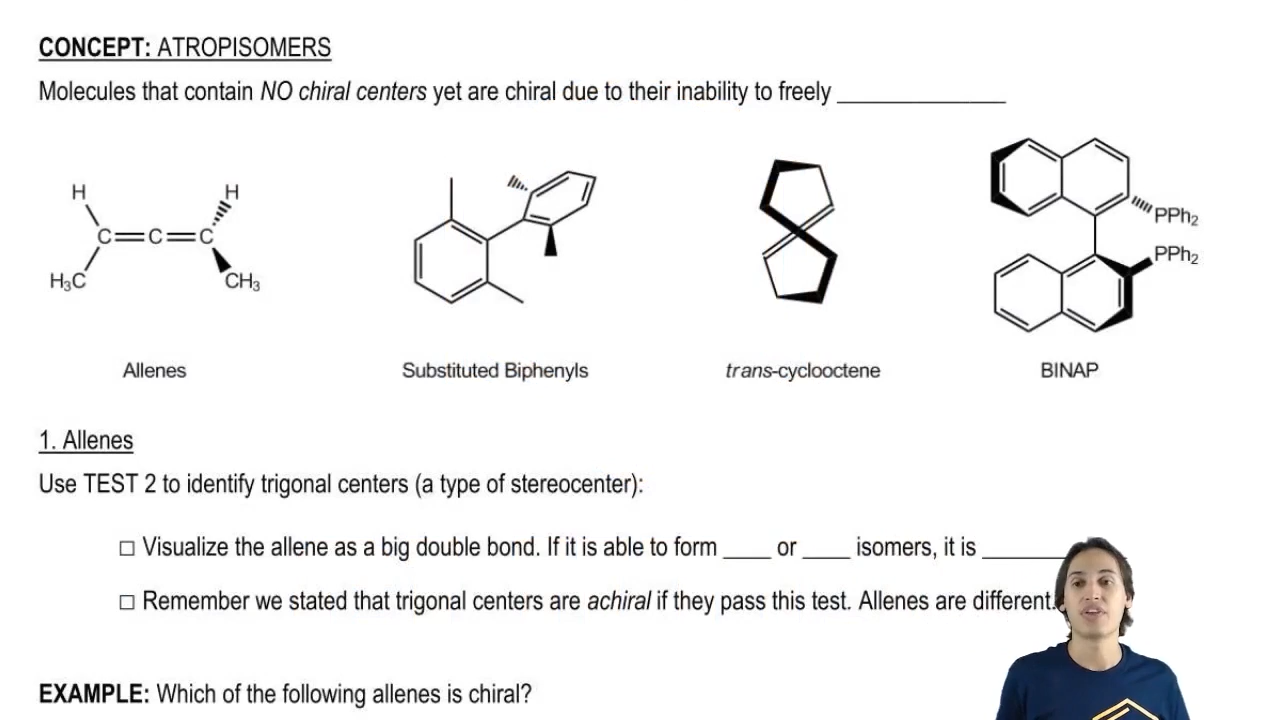 CONCEPT: ATROPISOMERS
Molecules that contain NO chiral centers yet are chiral due to their inability to freely ______________
H H
C=C=C
H₃C CH₃
PPh₂
PPh₂
Allenes Substituted Biphenyls trans-cyclooctene BINAP
1. Allenes
Use TEST 2 to identify trigonal centers (a type of stereocenter):
□ Visualize the allene as a big double bond. If it is able to form ____ or ____ isomers, it is ________
□ Remember we stated that trigonal centers are achiral if they pass this test. Allenes are different.
EXAMPLE: Which of the following allenes is chiral?